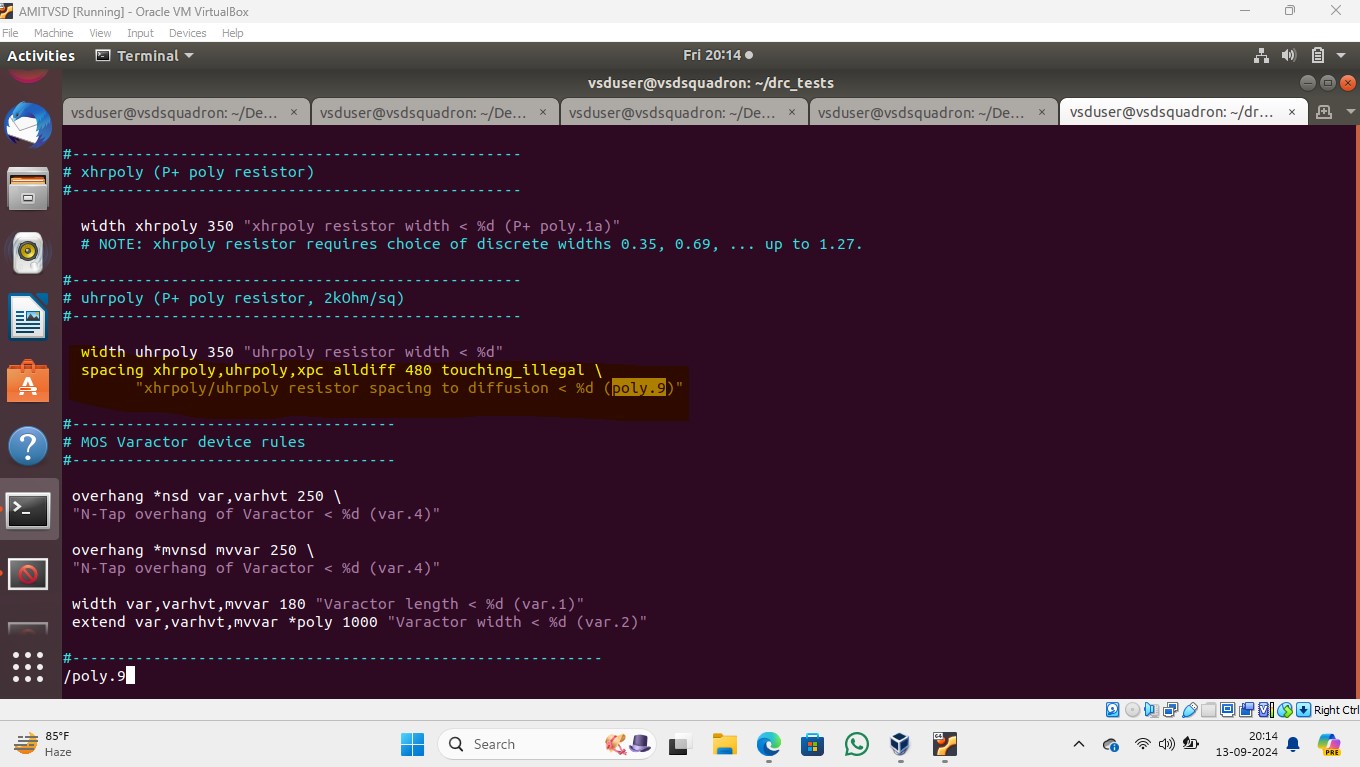 AMITVSD [Running] - Oracle VM VirtualBox
File Machine View Input Devices Help
Activities Terminal Fri 20:14
vsduser@vsdsquadron: ~/drc_tests
vsduser@vsdsquadron: ~/De... × vsduser@vsdsquadron: ~/De... × vsduser@vsdsquadron: ~/De... × vsduser@vsdsquadron: ~/De... × vsduser@vsdsquadron: ~/dr... ×
#--------------------------------------------------
# xhrpoly (P+ poly resistor)
#--------------------------------------------------
width xhrpoly 350 "xhrpoly resistor width < %d (P+ poly.1a)"
# NOTE: xhrpoly resistor requires choice of discrete widths 0.35, 0.69, ... up to 1.27.
#--------------------------------------------------
# uhrpoly (P+ poly resistor, 2kOhm/sq)
#--------------------------------------------------
width uhrpoly 350 "uhrpoly resistor width < %d"
spacing xhrpoly,uhrpoly,xpc alldiff 480 touching_illegal \
"xhrpoly/uhrpoly resistor spacing to diffusion < %d (poly.9)"
#------------------------------------
# MOS Varactor device rules
#------------------------------------
overhang *nsd var,varhvt 250 \
"N-Tap overhang of Varactor < %d (var.4)"
overhang *mvnsd mvvar 250 \
"N-Tap overhang of Varactor < %d (var.4)"
width var,varhvt,mvvar 180 "Varactor length < %d (var.1)"
extend var,varhvt,mvvar *poly 1000 "Varactor width < %d (var.2)"
#-----------------------------------------------------------
/poly.9
Right Ctrl
85°F
Haze
Search
20:14
13-09-2024
PRE